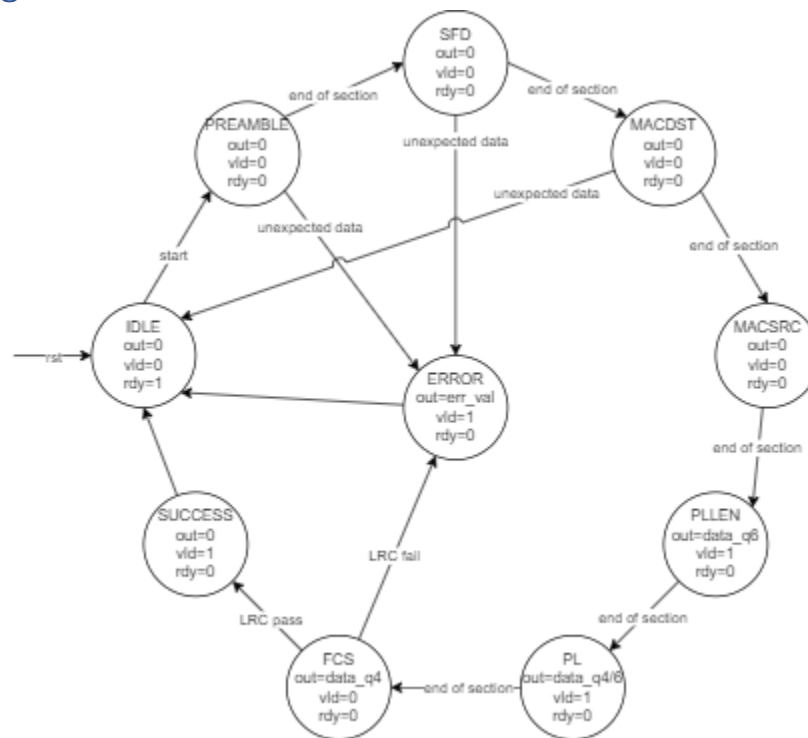 SFD
out=0
vld=0
rdy=0
end of section
end of section
PREAMBLE
out=0
vld=0
rdy=0
MACDST
out=0
vld=0
rdy=0
unexpected data
unexpected data
unexpected data
start
end of section
IDLE
out=0
vld=0
rdy=1
rst
MACSRC
out=0
vld=0
rdy=0
ERROR
out=err_val
vld=1
rdy=0
end of section
SUCCESS
out=0
vld=1
rdy=0
PLLEN
out=data_q6
vld=1
rdy=0
LRC fail
LRC pass
end of section
FCS
out=data_q4
vld=0
rdy=0
end of section
PL
out=data_q4/6
vld=1
rdy=0